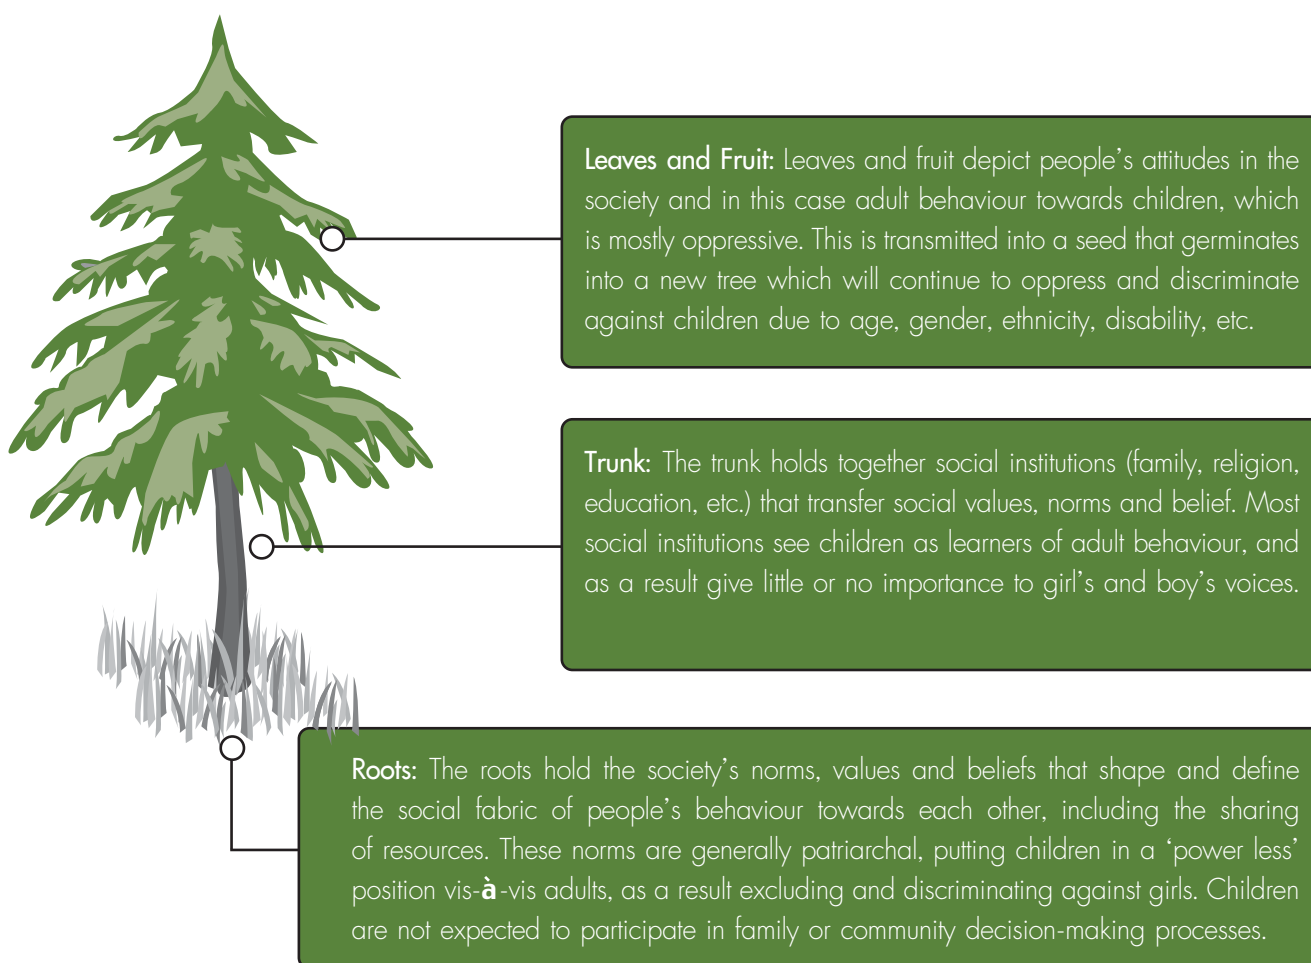 Leaves and Fruit: Leaves and fruit depict people’s attitudes in the
society and in this case adult behaviour towards children, which
is mostly oppressive. This is transmitted into a seed that germinates
into a new tree which will continue to oppress and discriminate
against children due to age, gender, ethnicity, disability, etc.
Trunk: The trunk holds together social institutions (family, religion,
education, etc.) that transfer social values, norms and belief. Most
social institutions see children as learners of adult behaviour, and
as a result give little or no importance to girl’s and boy’s voices.
Roots: The roots hold the society’s norms, values and beliefs that shape and define
the social fabric of people’s behaviour towards each other, including the sharing
of resources. These norms are generally patriarchal, putting children in a ‘power less’
position vis-à-vis adults, as a result excluding and discriminating against girls. Children
are not expected to participate in family or community decision-making processes.